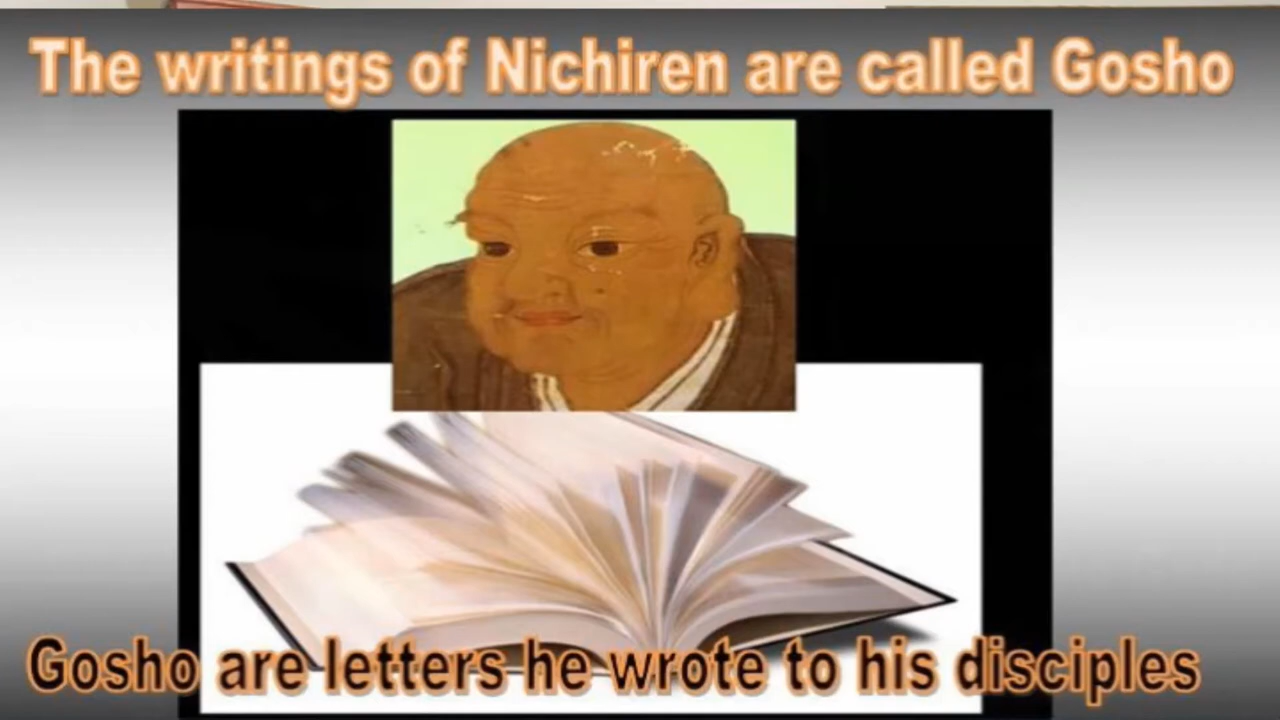 The writings of Nichiren are called Gosho
Gosho are letters he wrote to his disciples